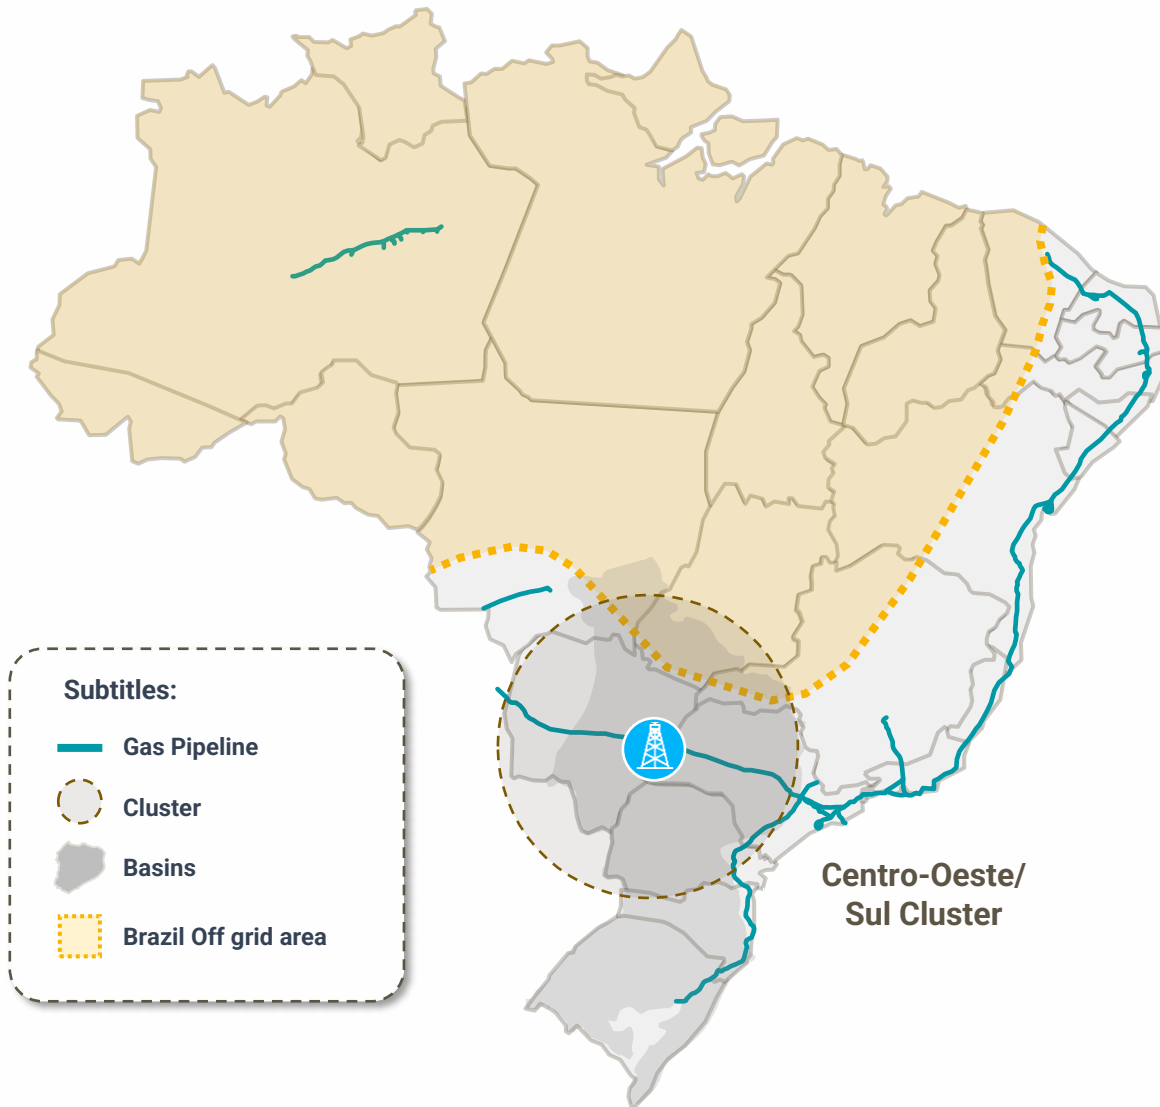 Subtitles:
Gas Pipeline
Cluster
Basins
Brazil Off grid area
Centro-Oeste/
Sul Cluster